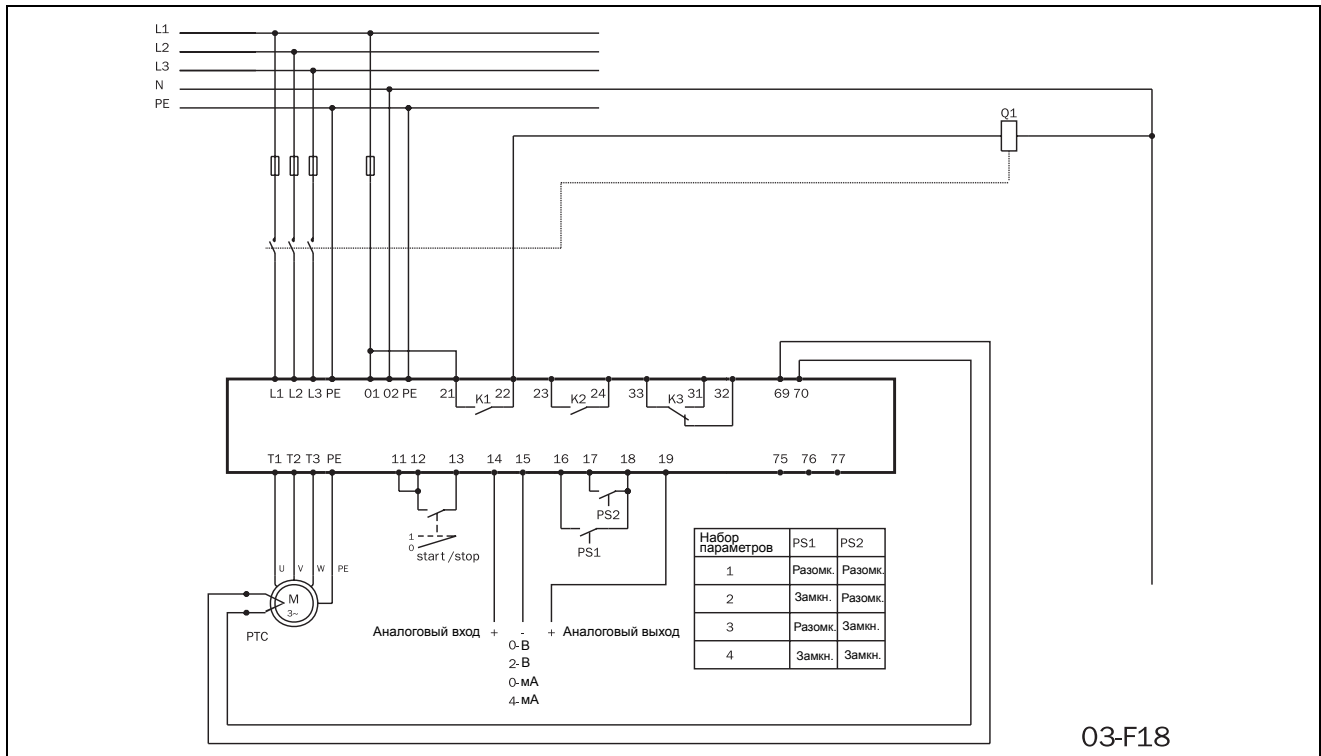 L1
L2
L3
N
PE
Q1
L1 L2 L3 PE 01 02 PE 21 K1 22 23 K2 24 33 K3 31 32 69 70
T1 T2 T3 PE 11 12 13 14 15 16 17 18 19 75 76 77
PS2
1
0
start/stop
PS1
U V W PE
M
3~
PTC
Аналоговый вход + - + Аналоговый выход
0-В
2-В
0-мА
4-мА
Набор параметров PS1 PS2
1 Разомк. Разомк.
2 Замкн. Разомк.
3 Разомк. Замкн.
4 Замкн. Замкн.
03-F18